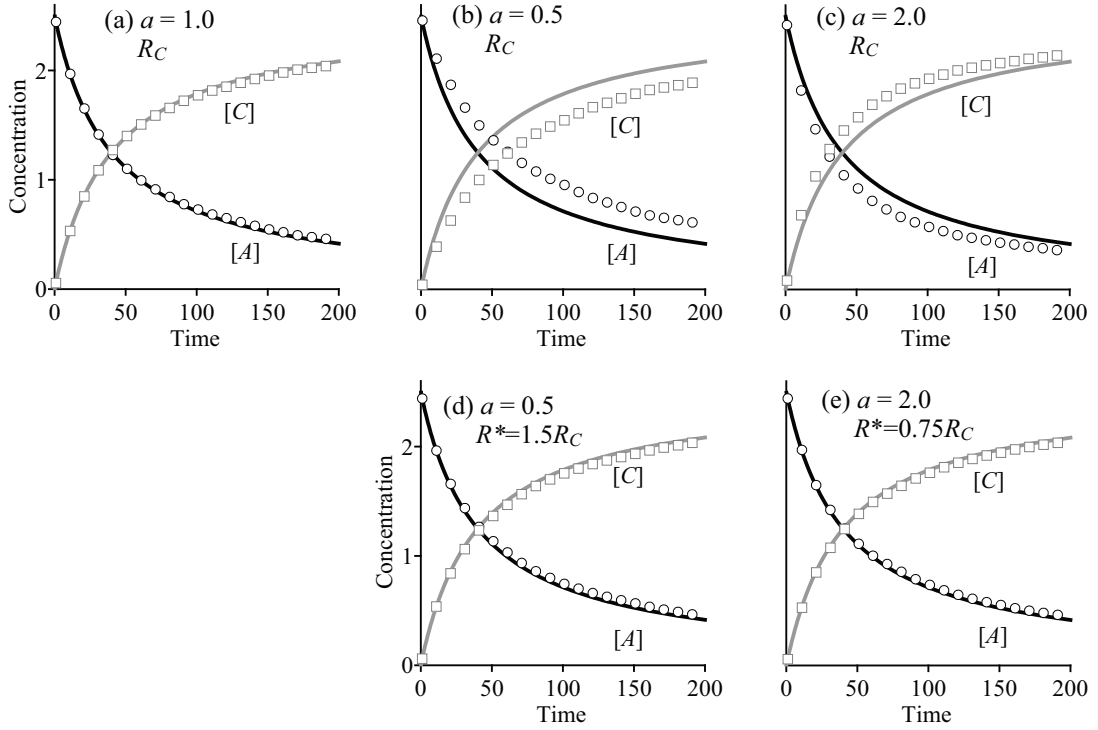 (a) a = 1.0
R_C
(b) a = 0.5
R_C
(c) a = 2.0
R_C
Concentration
2
1
0
[C]
[A]
[C]
[A]
[C]
[A]
0 50 100 150 200
0 50 100 150 200
0 50 100 150 200
Time
Time
Time
(d) a = 0.5
R*=1.5R_C
(e) a = 2.0
R*=0.75R_C
Concentration
2
1
0
[C]
[A]
[C]
[A]
0 50 100 150 200
0 50 100 150 200
Time
Time